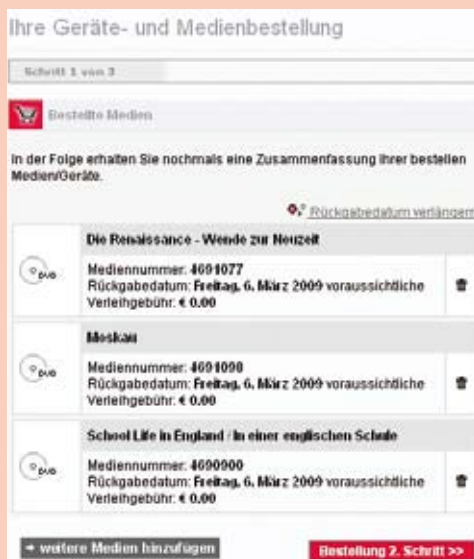 Ihre Geräte- und Medienbestellung
Schritt 1 von 3
Bestellte Medien
In der Folge erhalten Sie nochmals eine Zusammenfassung Ihrer bestellen
Medien/Geräte.
Rückgabedatum verlängern
Die Renaissance - Wende zur Neuzeit
DVD
Mediennummer: 4691077
Rückgabedatum: Freitag, 6. März 2009 voraussichtliche
Verleihgebühr: € 0.00
Moskau
DVD
Mediennummer: 4691090
Rückgabedatum: Freitag, 6. März 2009 voraussichtliche
Verleihgebühr: € 0.00
School Life in England / In einer englischen Schule
DVD
Mediennummer: 4690900
Rückgabedatum: Freitag, 6. März 2009 voraussichtliche
Verleihgebühr: € 0.00
weitere Medien hinzufügen
Bestellung 2. Schritt >>